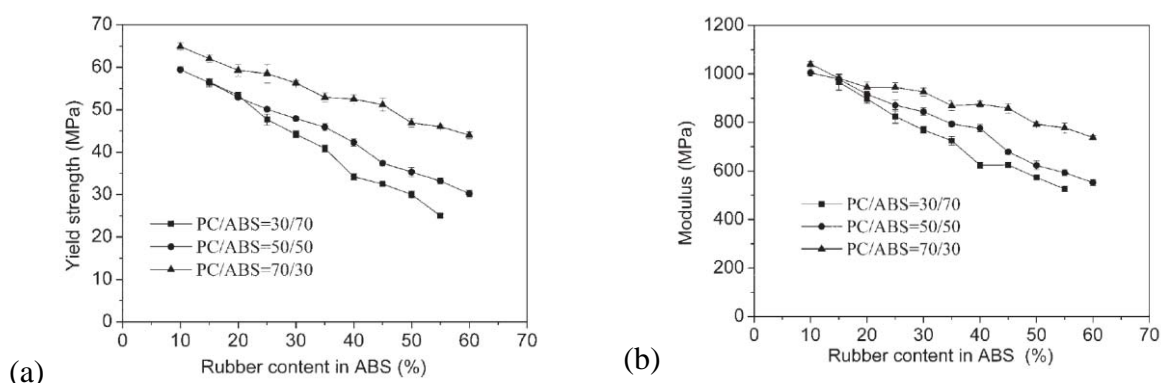 70
60
50
40
30
20
10
0
Yield strength (MPa)
PC/ABS=30/70
PC/ABS=50/50
PC/ABS=70/30
0 10 20 30 40 50 60 70
Rubber content in ABS (%)
(a)
1200
1000
800
600
400
200
0
Modulus (MPa)
PC/ABS=30/70
PC/ABS=50/50
PC/ABS=70/30
0 10 20 30 40 50 60 70
Rubber content in ABS (%)
(b)